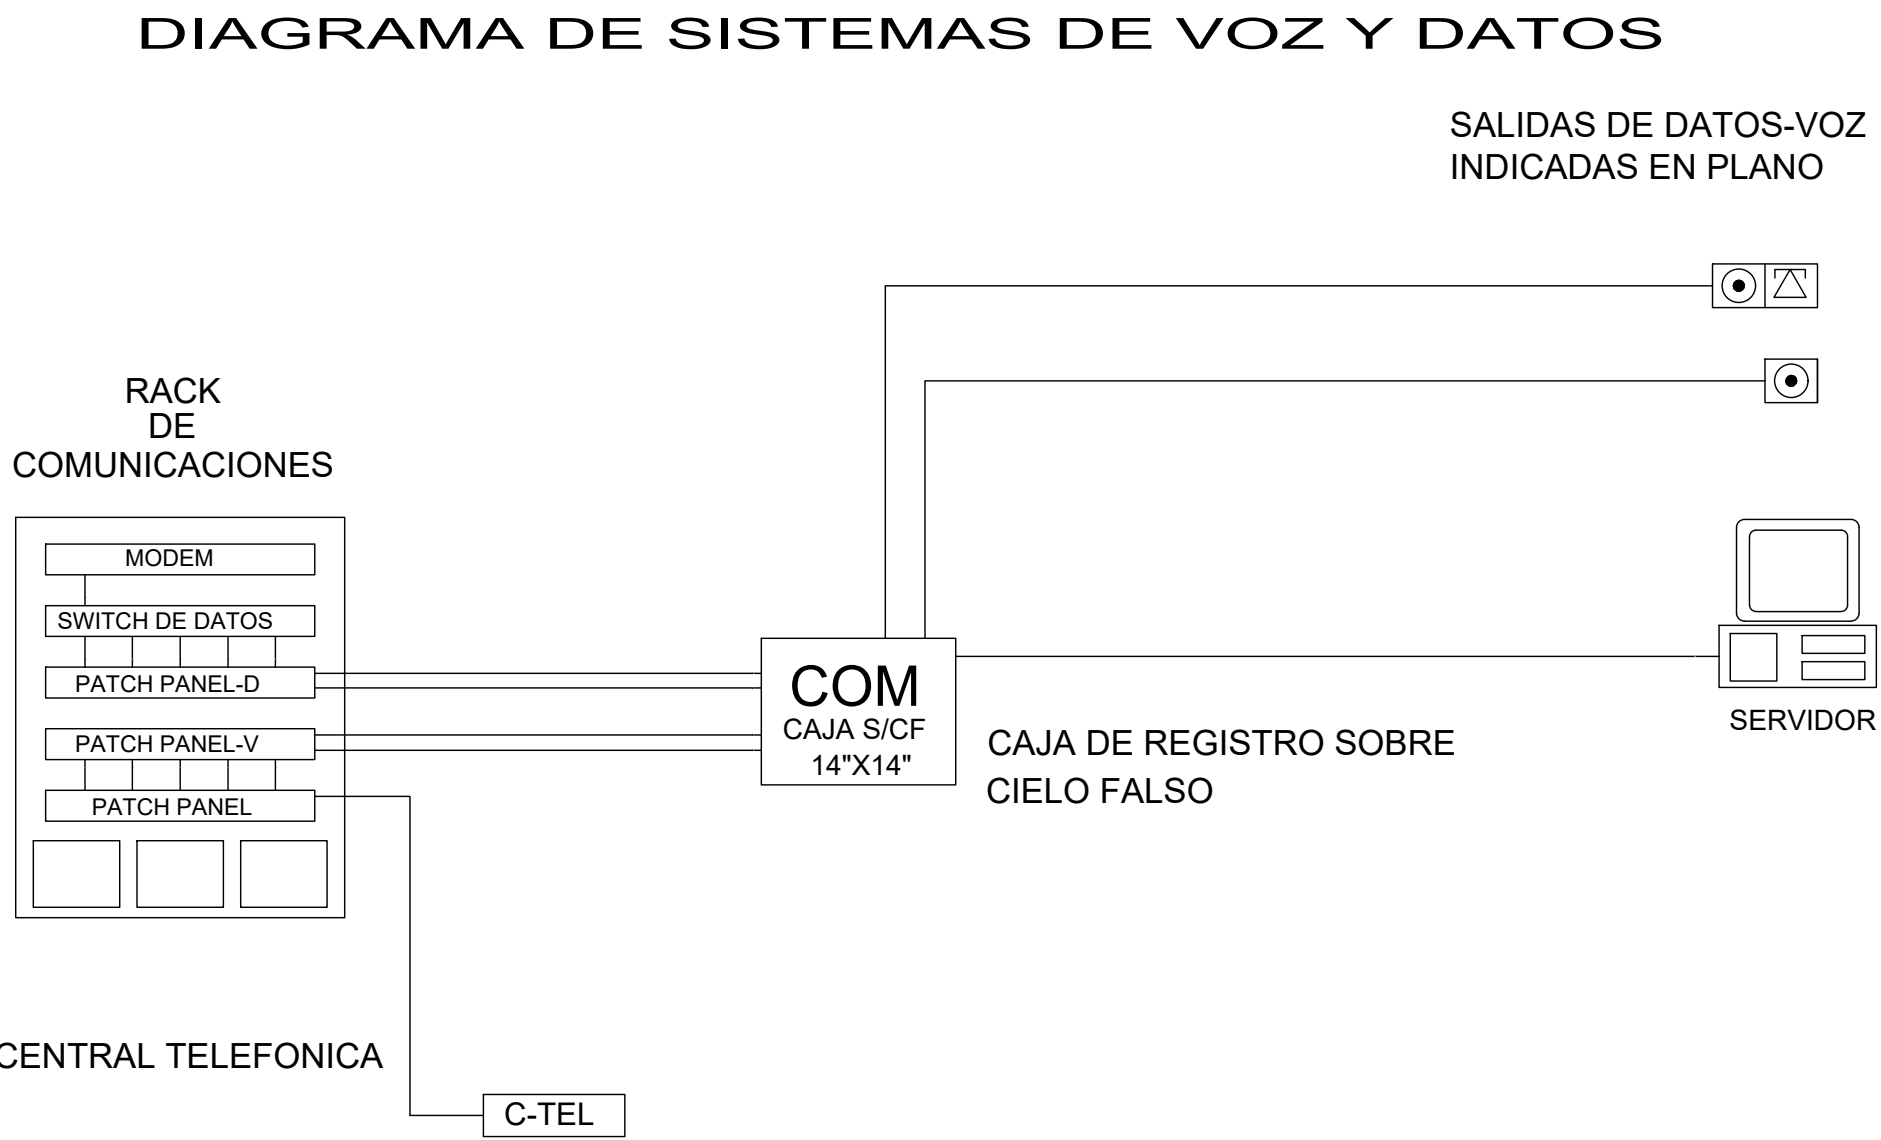 DIAGRAMA DE SISTEMAS DE VOZ Y DATOS
SALIDAS DE DATOS-VOZ
INDICADAS EN PLANO
RACK
DE
COMUNICACIONES
MODEM
SWITCH DE DATOS
PATCH PANEL-D
PATCH PANEL-V
PATCH PANEL
COM
CAJA S/CF
14"X14"
CAJA DE REGISTRO SOBRE
CIELO FALSO
SERVIDOR
CENTRAL TELEFONICA
C-TEL